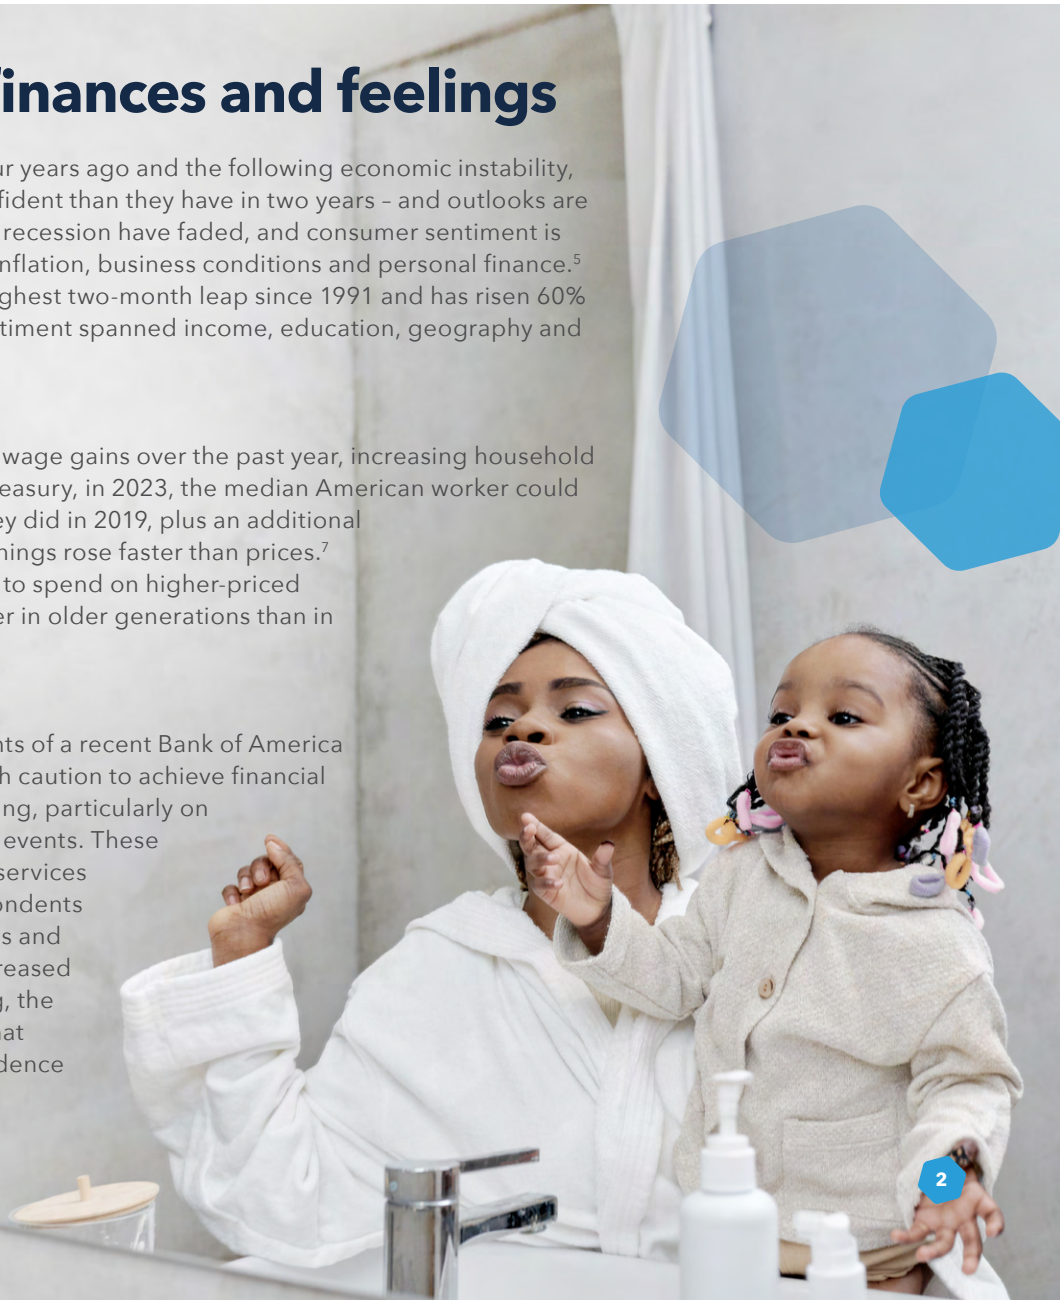 inances and feelings
r years ago and the following economic instability,
fident than they have in two years – and outlooks are
recession have faded, and consumer sentiment is
nflation, business conditions and personal finance.5
ghest two-month leap since 1991 and has risen 60%
timent spanned income, education, geography and
wage gains over the past year, increasing household
easury, in 2023, the median American worker could
ey did in 2019, plus an additional
nings rose faster than prices.7
to spend on higher-priced
er in older generations than in
nts of a recent Bank of America
h caution to achieve financial
ng, particularly on
events. These
services
ondents
s and
reased
g, the
hat
dence
2